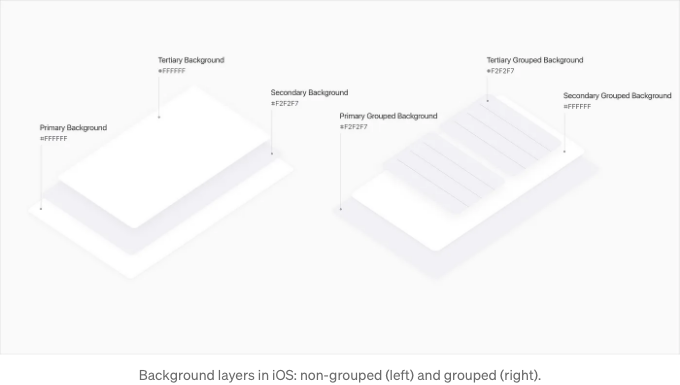 Tertiary Background
#FFFFFF
Secondary Background
#F2F2F7
Primary Background
#FFFFFF
Tertiary Grouped Background
#F2F2F7
Secondary Grouped Background
#FFFFFF
Primary Grouped Background
#F2F2F7
Background layers in iOS: non-grouped (left) and grouped (right).